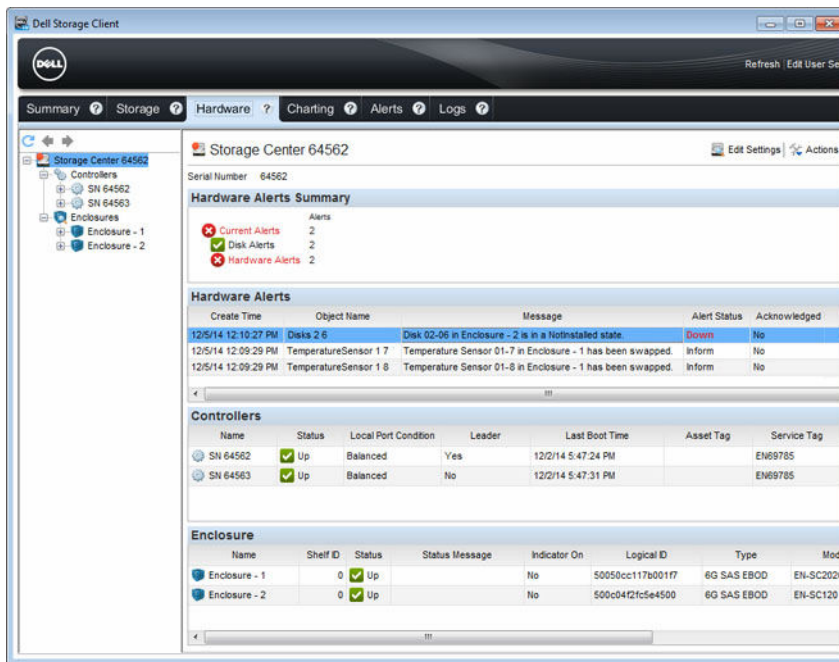 Dell Storage Client
DELL
Refresh Edit User Se
Summary ? Storage ? Hardware ? Charting ? Alerts ? Logs ?
Storage Center 64562
Controllers
SN 64562
SN 64563
Enclosures
Enclosure - 1
Enclosure - 2
Storage Center 64562 Edit Settings Actions
Serial Number 64562
Hardware Alerts Summary
Alerts
Current Alerts 2
Disk Alerts 2
Hardware Alerts 2
Hardware Alerts
Create Time Object Name Message Alert Status Acknowledged
12/5/14 12:10:27 PM Disks 2 6 Disk 02-06 in Enclosure - 2 is in a NotInstalled state. Down No
12/5/14 12:09:29 PM TemperatureSensor 1 7 Temperature Sensor 01-7 in Enclosure - 1 has been swapped. Inform No
12/5/14 12:09:29 PM TemperatureSensor 1 8 Temperature Sensor 01-8 in Enclosure - 1 has been swapped. Inform No
Controllers
Name Status Local Port Condition Leader Last Boot Time Asset Tag Service Tag
SN 64562 Up Balanced Yes 12/2/14 5:47:24 PM EN69785
SN 64563 Up Balanced No 12/2/14 5:47:31 PM EN69785
Enclosure
Name Shelf ID Status Status Message Indicator On Logical ID Type Mod
Enclosure - 1 0 Up No 50050cc117b001f7 6G SAS EBOD EN-SC202
Enclosure - 2 0 Up No 500c04f2fc5e4500 6G SAS EBOD EN-SC120